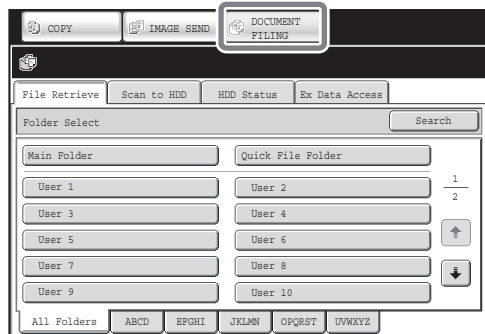 COPY
IMAGE SEND
DOCUMENT
FILING
File Retrieve
Scan to HDD
HDD Status
Ex Data Access
Folder Select
Search
Main Folder
Quick File Folder
User 1
User 2
1
2
User 3
User 4
User 5
User 6
User 7
User 8
User 9
User 10
All Folders
ABCD
EFGHI
JKLMN
OPQRST
UVWXYZ